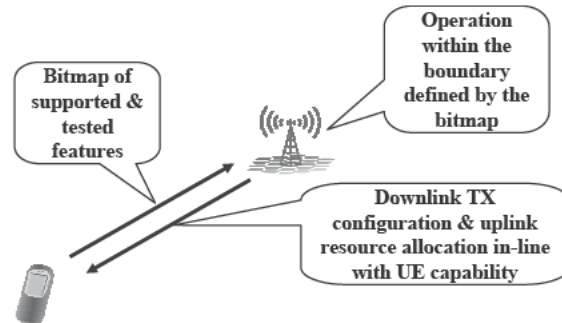 Bitmap of
supported &
tested
features
Operation
within the
boundary
defined by the
bitmap
Downlink TX
configuration & uplink
resource allocation in-line
with UE capability